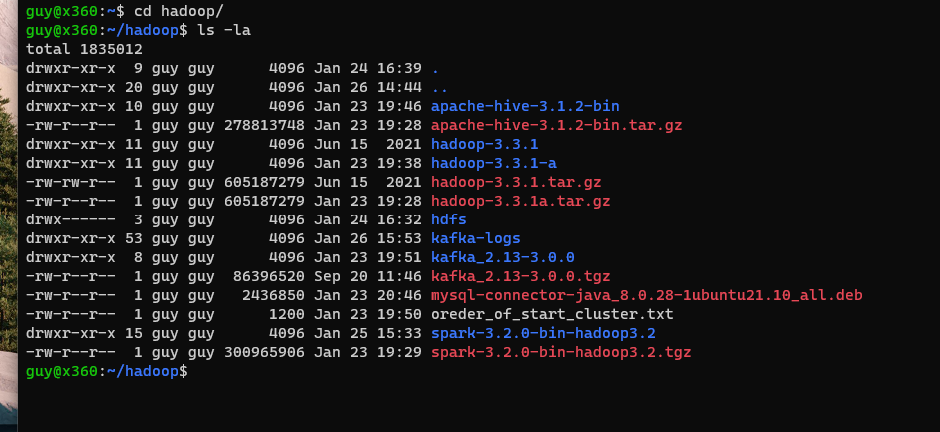 guy@x360:~$ cd hadoop/
guy@x360:~/hadoop$ ls -la
total 1835012
drwxr-xr-x  9 guy guy      4096 Jan 24 16:39 .
drwxr-xr-x 20 guy guy      4096 Jan 26 14:44 ..
drwxr-xr-x 10 guy guy      4096 Jan 23 19:46 apache-hive-3.1.2-bin
-rw-r--r--  1 guy guy 278813748 Jan 23 19:28 apache-hive-3.1.2-bin.tar.gz
drwxr-xr-x 11 guy guy      4096 Jun 15  2021 hadoop-3.3.1
drwxr-xr-x 11 guy guy      4096 Jan 23 19:38 hadoop-3.3.1-a
-rw-rw-r--  1 guy guy 605187279 Jun 15  2021 hadoop-3.3.1.tar.gz
-rw-r--r--  1 guy guy 605187279 Jan 23 19:28 hadoop-3.3.1a.tar.gz
drwx------  3 guy guy      4096 Jan 24 16:32 hdfs
drwxr-xr-x 53 guy guy      4096 Jan 26 15:53 kafka-logs
drwxr-xr-x  8 guy guy      4096 Jan 23 19:51 kafka_2.13-3.0.0
-rw-r--r--  1 guy guy  86396520 Sep 20 11:46 kafka_2.13-3.0.0.tgz
-rw-r--r--  1 guy guy   2436850 Jan 23 20:46 mysql-connector-java_8.0.28-1ubuntu21.10_all.deb
-rw-r--r--  1 guy guy      1200 Jan 23 19:50 oreder_of_start_cluster.txt
drwxr-xr-x 15 guy guy      4096 Jan 25 15:33 spark-3.2.0-bin-hadoop3.2
-rw-r--r--  1 guy guy 300965906 Jan 23 19:29 spark-3.2.0-bin-hadoop3.2.tgz
guy@x360:~/hadoop$